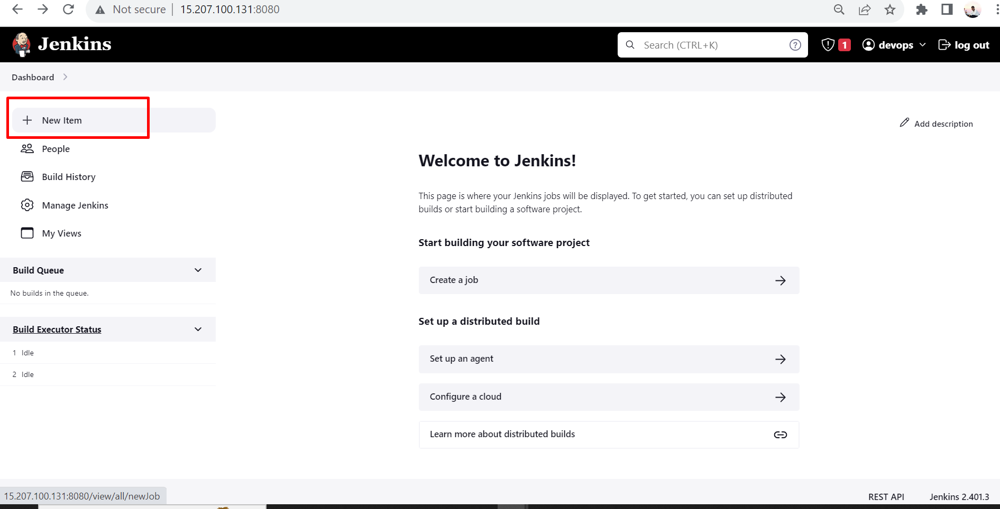 Not secure | 15.207.100.131:8080
Jenkins
Search (CTRL+K)
1
devops
log out
Dashboard
New Item
People
Build History
Manage Jenkins
My Views
Build Queue
No builds in the queue.
Build Executor Status
1 Idle
2 Idle
Add description
Welcome to Jenkins!
This page is where your Jenkins jobs will be displayed. To get started, you can set up distributed
builds or start building a software project.
Start building your software project
Create a job
Set up a distributed build
Set up an agent
Configure a cloud
Learn more about distributed builds
15.207.100.131:8080/view/all/newJob
REST API
Jenkins 2.401.3